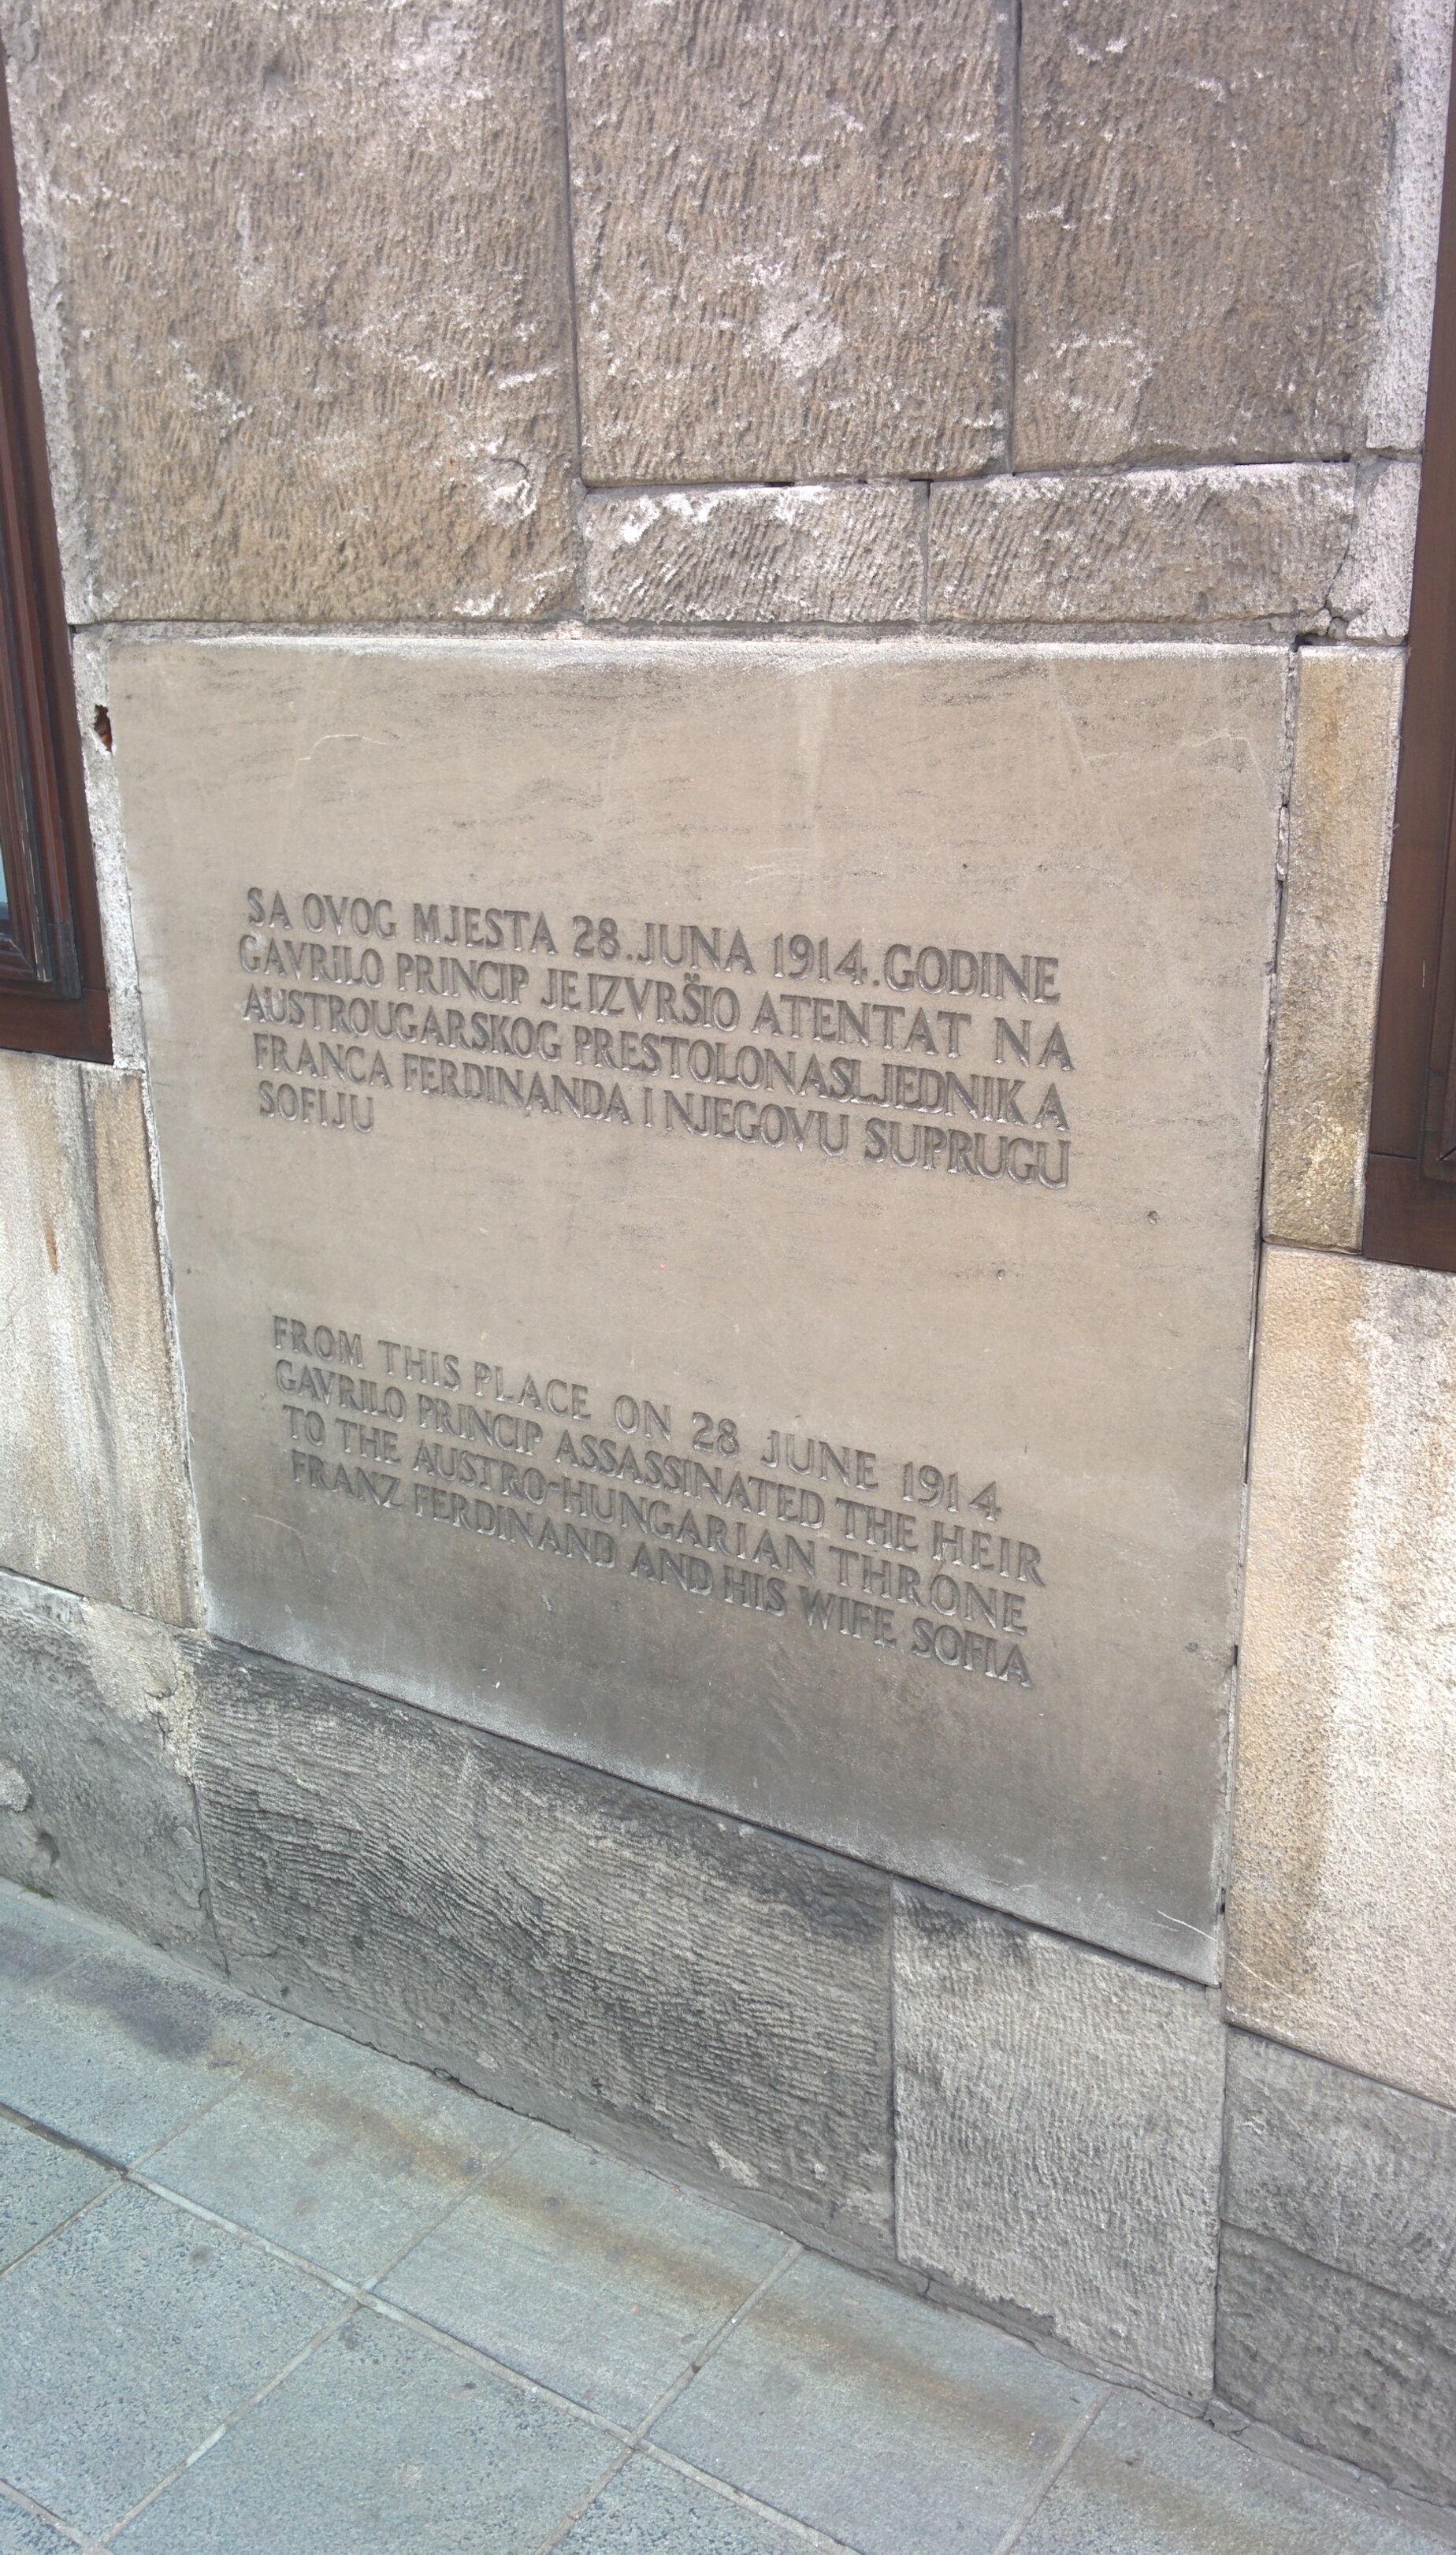 SA OVOG MJESTA 28. JUNA 1914. GODINE
GAVRILO PRINCIP JE IZVRŠIO ATENTAT NA
AUSTROUGARSKOG PRESTOLONASLJEDNIKA
FRANCA FERDINANDA I NJEGOVU SUPRUGU
SOFIJU
FROM THIS PLACE ON 28 JUNE 1914
GAVRILO PRINCIP ASSASSINATED THE HEIR
TO THE AUSTRO-HUNGARIAN THRONE
FRANZ FERDINAND AND HIS WIFE SOFIA